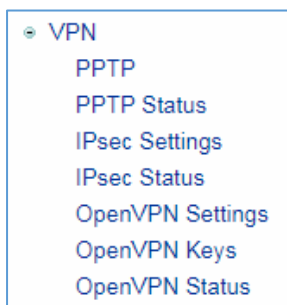 VPN
PPTP
PPTP Status
IPsec Settings
IPsec Status
OpenVPN Settings
OpenVPN Keys
OpenVPN Status